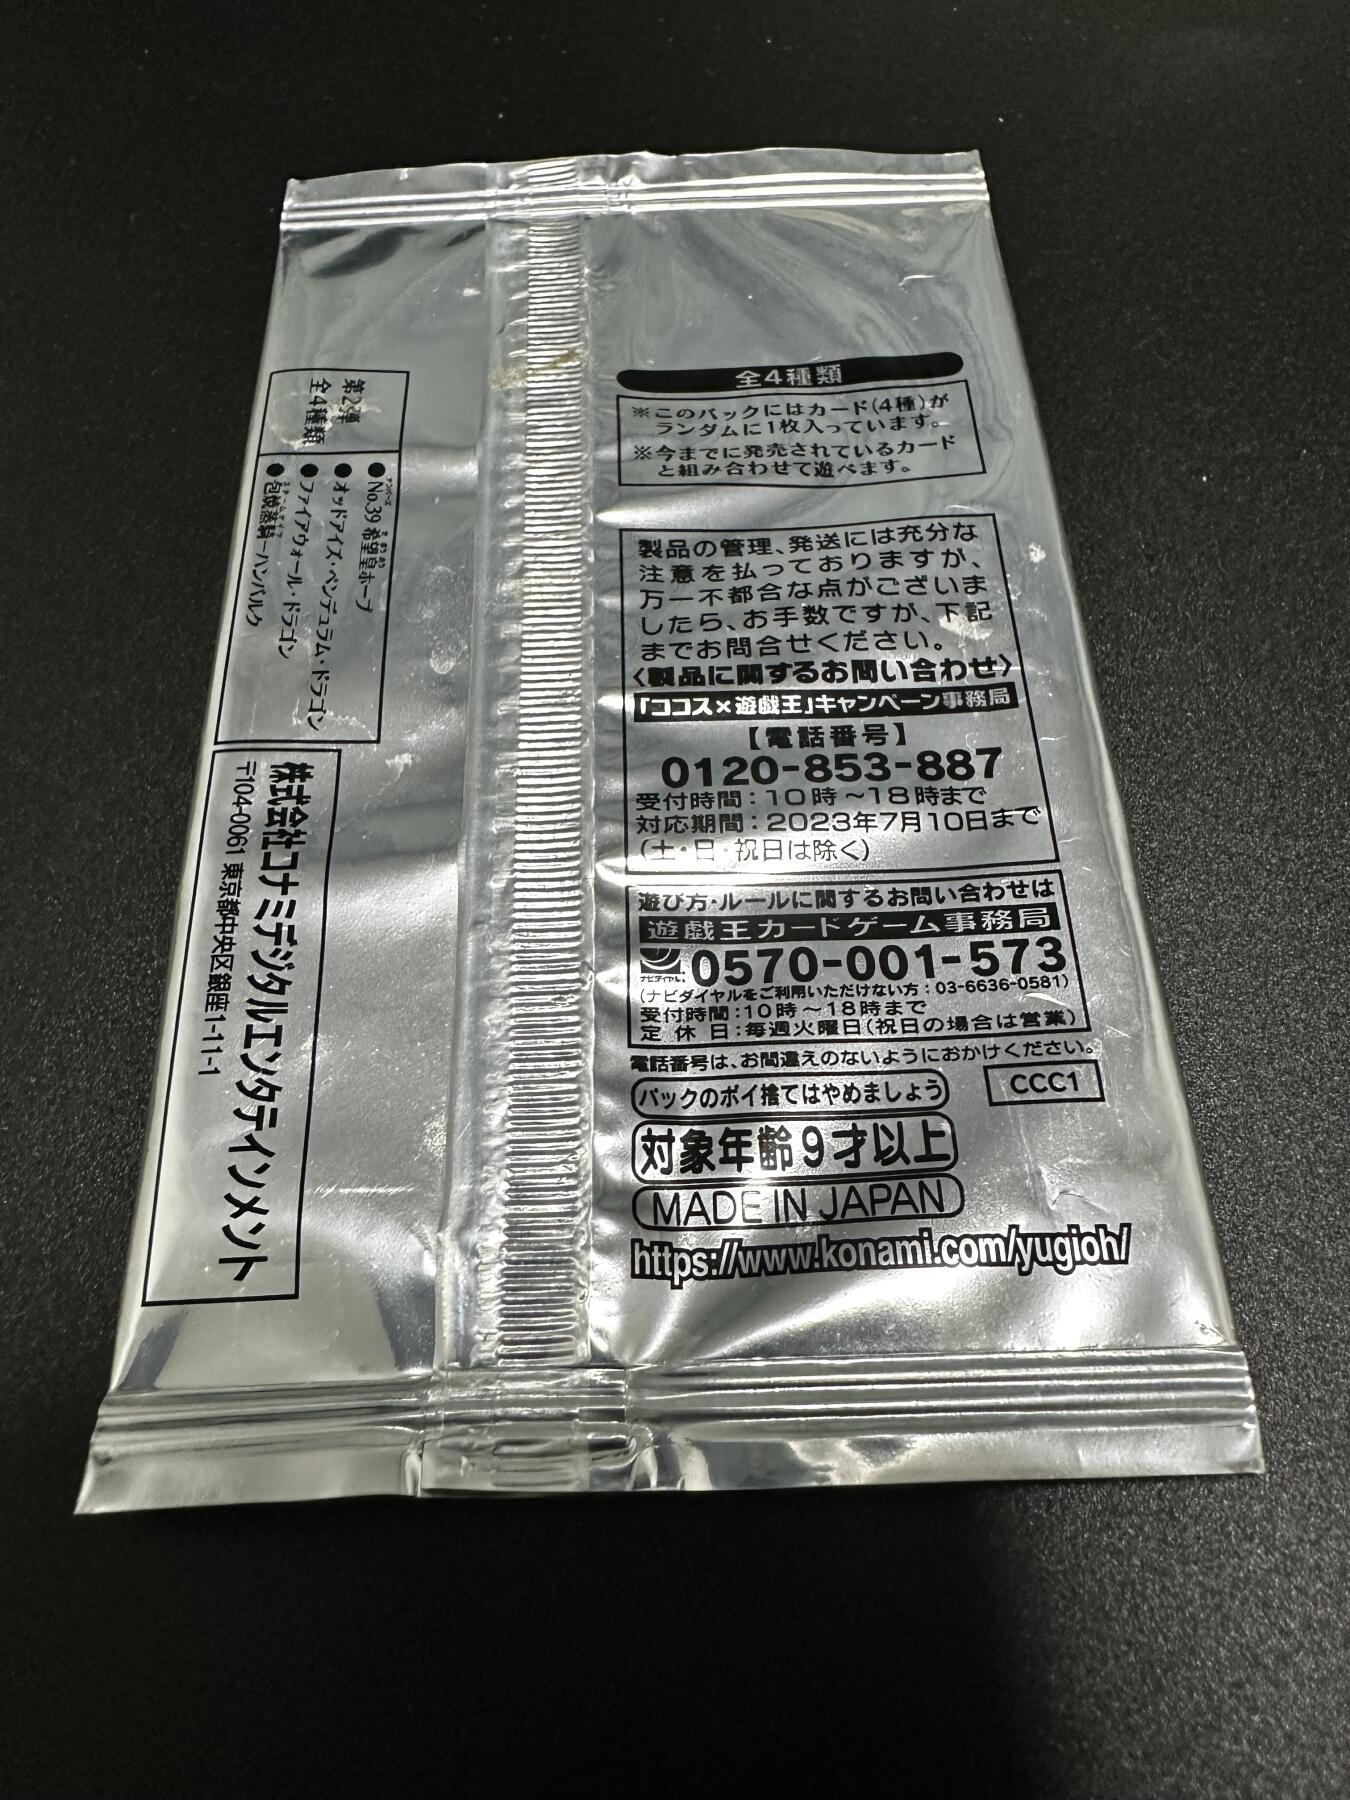 全4種類
※このパックにはカード(4種)が
ランダムに1枚入っています。
※今までに発売されているカード
と組み合わせて遊べます。
製品の管理、発送には充分な
注意を払っておりますが、
万一不都合な点がございま
したら、お手数ですが、下記
までお問合せください。
〈製品に関するお問い合わせ〉
「ココス×遊戯王」キャンペーン事務局
【電話番号】
0120-853-887
受付時間:10時〜18時まで
対応期間:2023年7月10日まで
(土・日・祝日は除く)
遊び方・ルールに関するお問い合わせは
遊戯王カードゲーム事務局
ナビダイヤル® 0570-001-573
(ナビダイヤルをご利用いただけない方:03-6636-0581)
受付時間:10時〜18時まで
定休日:毎週火曜日(祝日の場合は営業)
電話番号は、お間違えのないようにおかけください。
パックのポイ捨てはやめましょう
CCC1
対象年齢9才以上
MADE IN JAPAN
https://www.konami.com/yugioh/
第2弾
全4種類
ナンバーズ
●No.39 希望皇ホープ
●オッドアイズ・ペンデュラム・ドラゴン
●ファイアウォール・ドラゴン
●包焼蒸騎－ハンバルク
株式会社コナミデジタルエンタテインメント
〒104-0061 東京都中央区銀座1-11-1